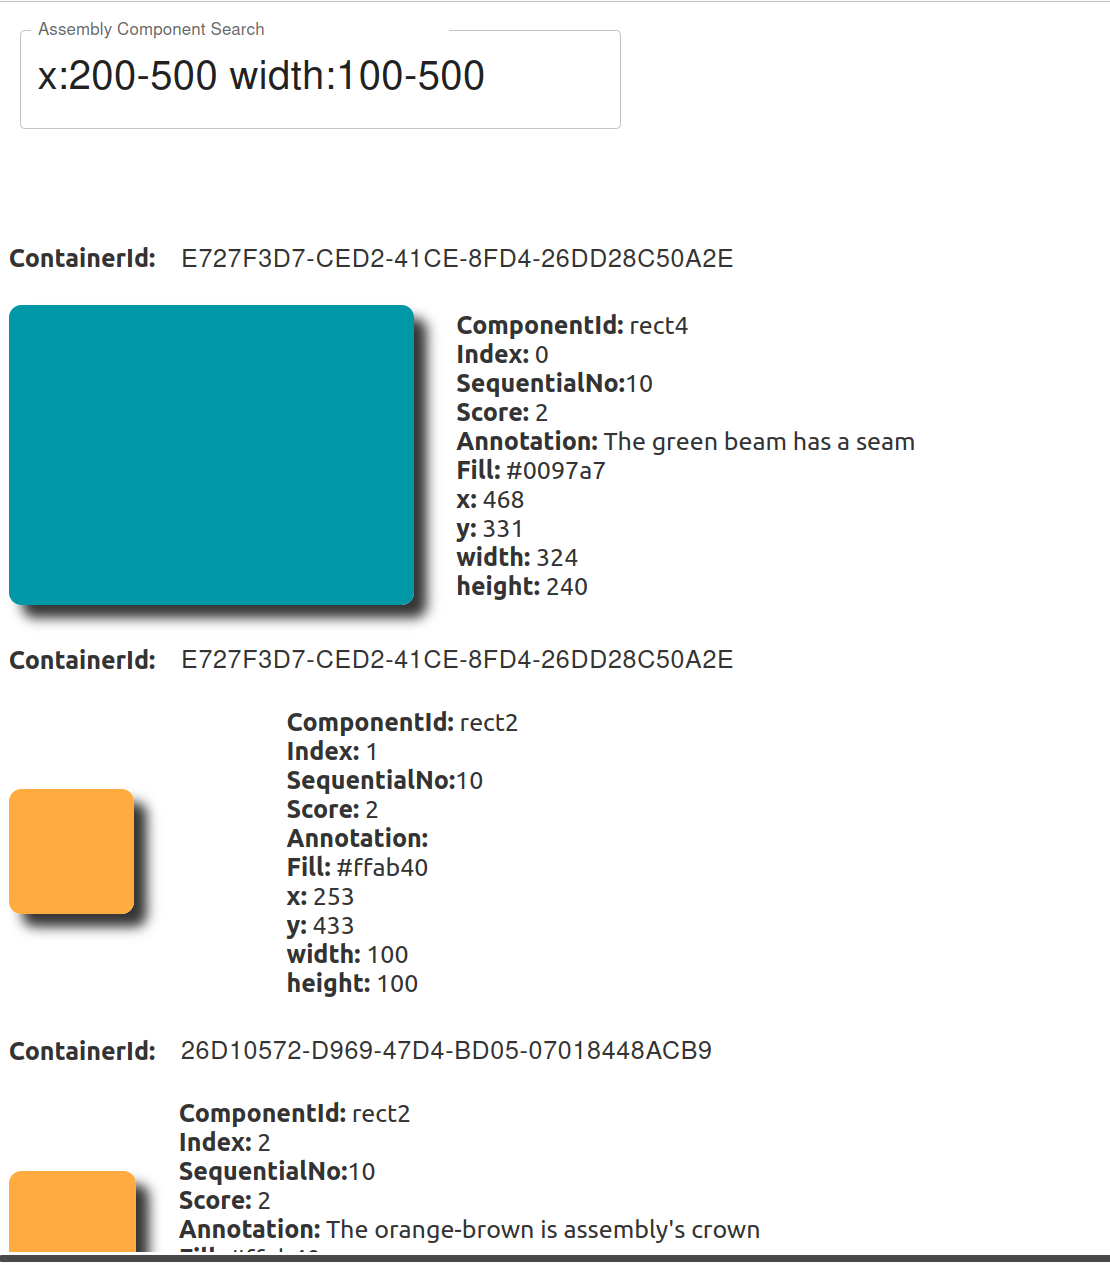 Assembly Component Search
x:200-500 width:100-500
ContainerId: E727F3D7-CED2-41CE-8FD4-26DD28C50A2E
ComponentId: rect4
Index: 0
SequentialNo:10
Score: 2
Annotation: The green beam has a seam
Fill: #0097a7
x: 468
y: 331
width: 324
height: 240
ContainerId: E727F3D7-CED2-41CE-8FD4-26DD28C50A2E
ComponentId: rect2
Index: 1
SequentialNo:10
Score: 2
Annotation:
Fill: #ffab40
x: 253
y: 433
width: 100
height: 100
ContainerId: 26D10572-D969-47D4-BD05-07018448ACB9
ComponentId: rect2
Index: 2
SequentialNo:10
Score: 2
Annotation: The orange-brown is assembly's crown